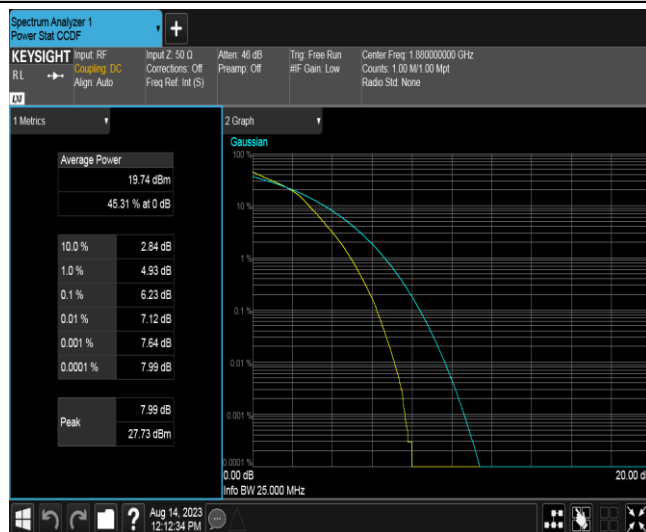 Spectrum Analyzer 1
Power Stat CCDF
KEYSIGHT
RL
LXI
Input: RF
Coupling: DC
Align: Auto
Input Z: 50 Ω
Corrections: Off
Freq Ref: Int (S)
Atten: 46 dB
Preamp: Off
Trig: Free Run
#IF Gain: Low
Center Freq: 1.880000000 GHz
Counts: 1.00 M/1.00 Mpt
Radio Std: None
1 Metrics
Average Power
19.74 dBm
45.31 % at 0 dB
10.0 % 2.84 dB
1.0 % 4.93 dB
0.1 % 6.23 dB
0.01 % 7.12 dB
0.001 % 7.64 dB
0.0001 % 7.99 dB
Peak
7.99 dB
27.73 dBm
2 Graph
Gaussian
100 %
10 %
1 %
0.1 %
0.01 %
0.001 %
0.0001 %
0.00 dB
20.00 d
Info BW 25.000 MHz
?
Aug 14, 2023
12:12:34 PM